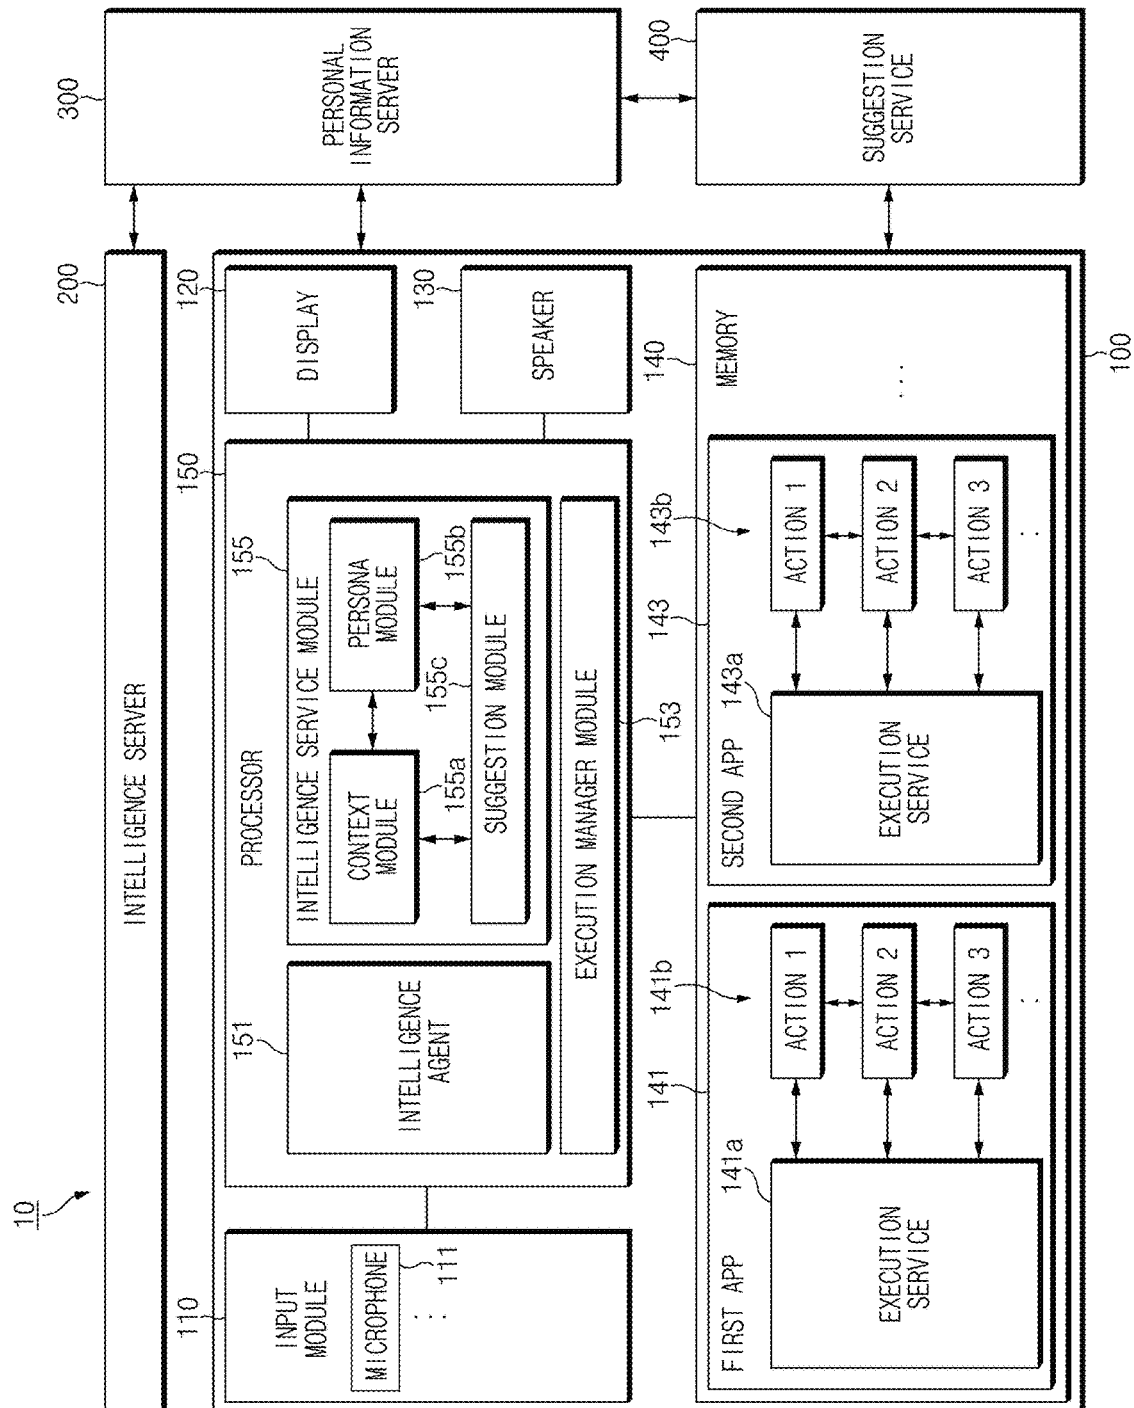 10
200
INTELLIGENCE SERVER
300
PERSONAL
INFORMATION
SERVER
400
SUGGESTION
SERVICE
100
110
INPUT
MODULE
MICROPHONE
111
...
150
PROCESSOR
151
INTELLIGENCE
AGENT
155
INTELLIGENCE SERVICE MODULE
CONTEXT
MODULE
155a
PERSONA
MODULE
155b
155c
SUGGESTION MODULE
EXECUTION MANAGER MODULE
153
120
DISPLAY
130
SPEAKER
140
MEMORY
...
FIRST APP
141
141a
EXECUTION
SERVICE
141b
ACTION 1
ACTION 2
ACTION 3
...
SECOND APP
143
143a
EXECUTION
SERVICE
143b
ACTION 1
ACTION 2
ACTION 3
...